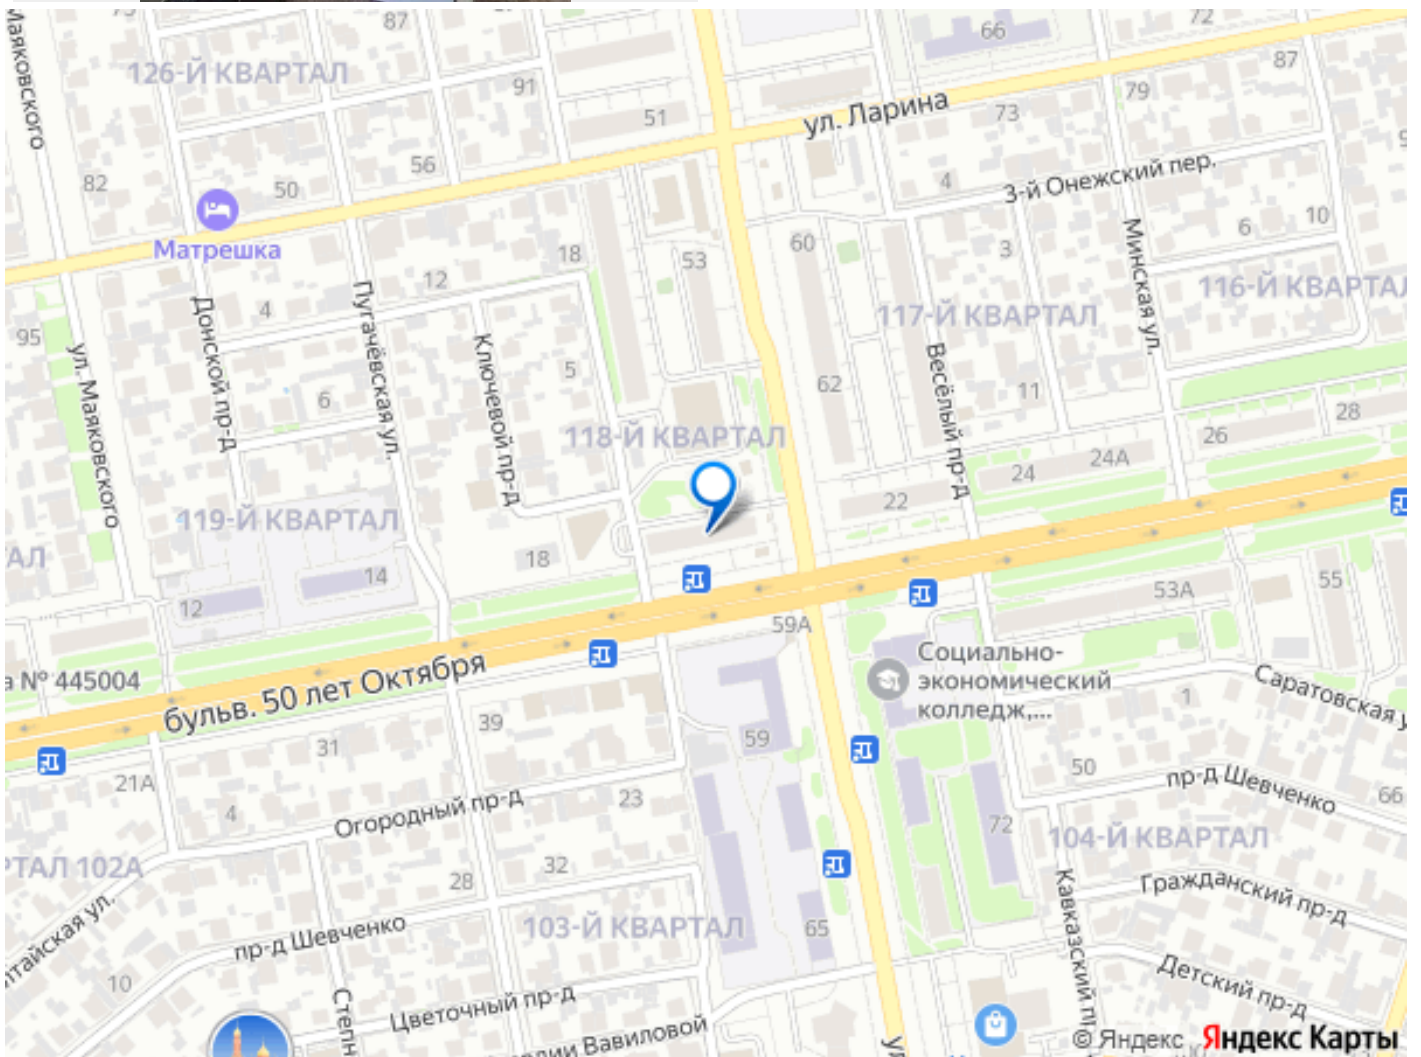 Маяковского
87
126-Й КВАРТАЛ
91
51
66
72
87
79
73
ул. Ларина
82
50
56
4
3-й Онежский пер.
Матрешка
18
53
60
3
6
10
Минская ул.
116-Й КВАРТА
Донской пр-д
4
12
Пугачёвская ул.
Ключевой пр-д
117-Й КВАРТАЛ
95
ул. Маяковского
6
5
62
Весёлый пр-д
11
28
26
118-Й КВАРТАЛ
24
24А
22
119-Й КВАРТАЛ
АЛ
18
14
12
53А
55
59А
Социально-
экономический
колледж,...
а № 445004
бульв. 50 лет Октября
1
Саратовская у
39
31
59
21А
4
Огородный пр-д
23
50
пр-д Шевченко
66
72
104-Й КВАРТАЛ
РТАЛ 102А
28
32
Гражданский пр-д
пр-д Шевченко
103-Й КВАРТАЛ
65
Кавказский п
10
Степн
Цветочный пр-д
Детский пр-д
Вавиловой
© Яндекс Яндекс Карты